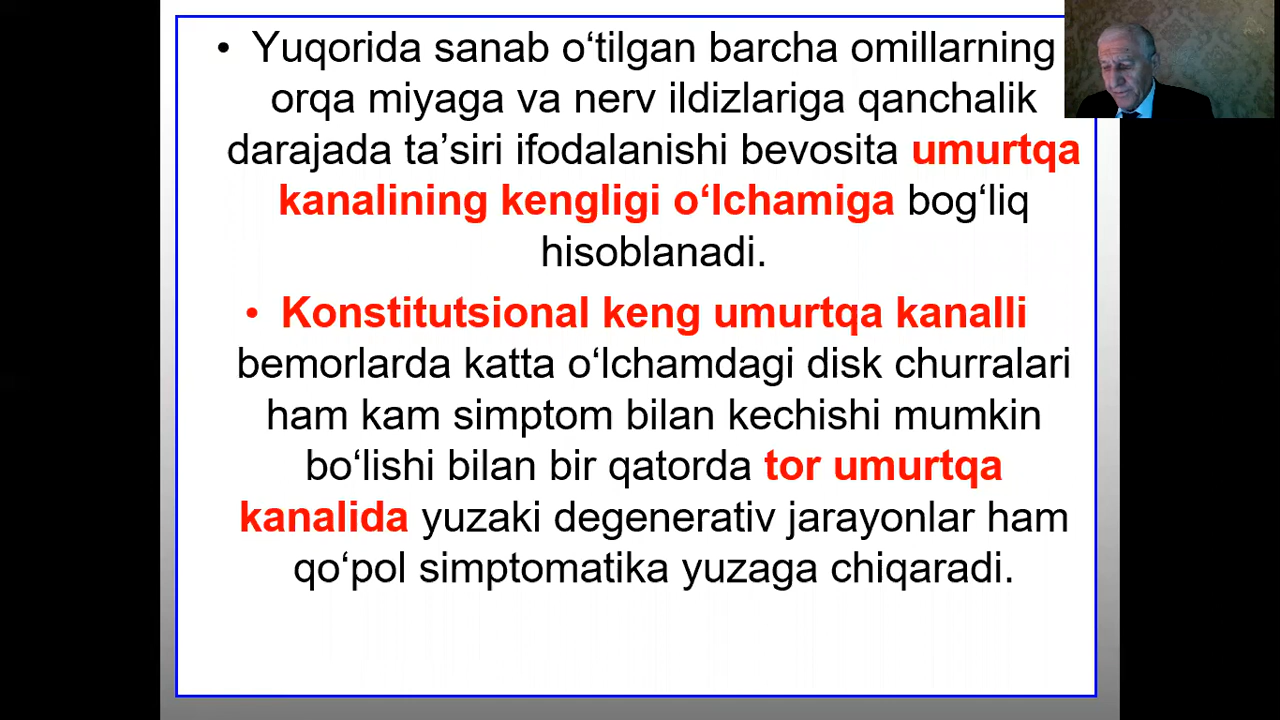 • Yuqorida sanab o‘tilgan barcha omillarning
orqa miyaga va nerv ildizlariga qanchalik
darajada ta’siri ifodalanishi bevosita umurtqa
kanalining kengligi o‘lchamiga bog‘liq
hisoblanadi.
• Konstitutsional keng umurtqa kanalli
bemorlarda katta o‘lchamdagi disk churralari
ham kam simptom bilan kechishi mumkin
bo‘lishi bilan bir qatorda tor umurtqa
kanalida yuzaki degenerativ jarayonlar ham
qo‘pol simptomatika yuzaga chiqaradi.